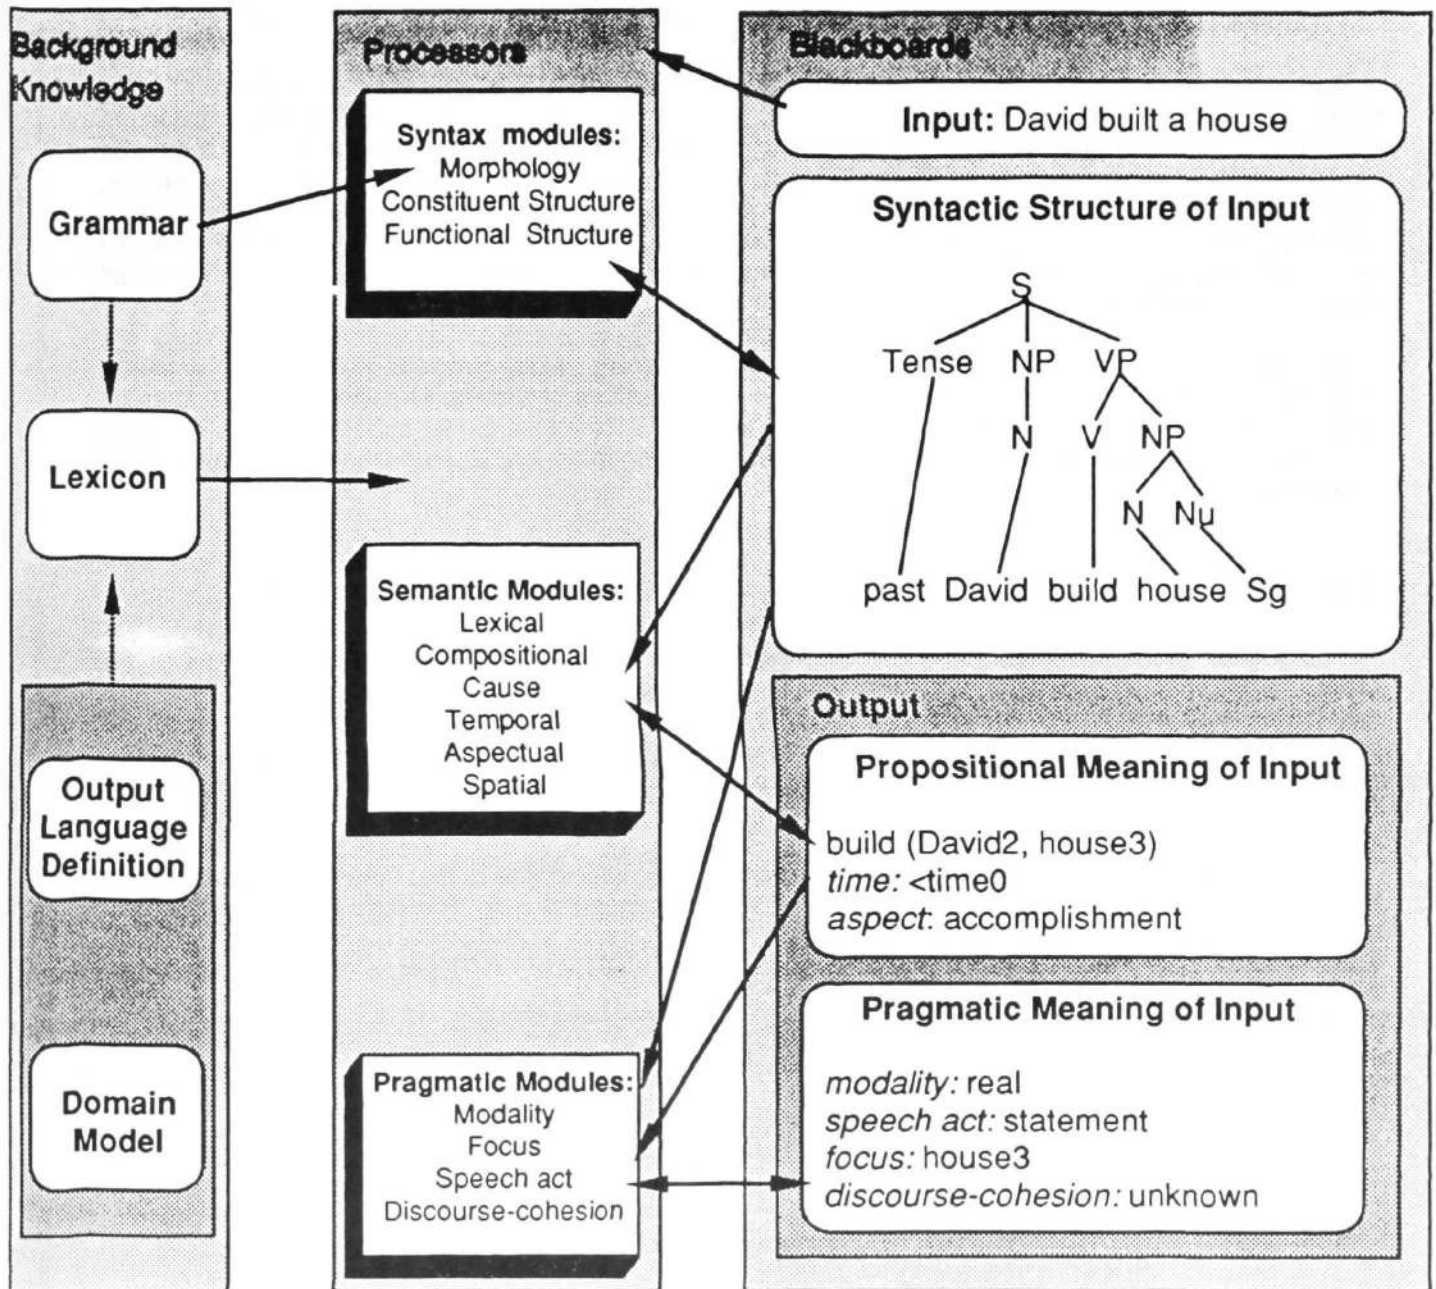 Background
Knowledge
Grammar
Lexicon
Output
Language
Definition
Domain
Model
Processors
Syntax modules:
Morphology
Constituent Structure
Functional Structure
Semantic Modules:
Lexical
Compositional
Cause
Temporal
Aspectual
Spatial
Pragmatic Modules:
Modality
Focus
Speech act
Discourse-cohesion
Blackboards
Input: David built a house
Syntactic Structure of Input
S
Tense NP VP
N V NP
N Nu
past David build house Sg
Output
Propositional Meaning of Input
build (David2, house3)
time: <time0
aspect: accomplishment
Pragmatic Meaning of Input
modality: real
speech act: statement
focus: house3
discourse-cohesion: unknown